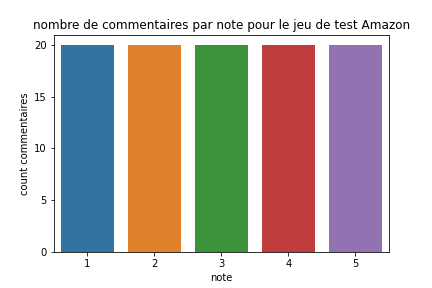 nombre de commentaires par note pour le jeu de test Amazon
20
15
10
5
0
count commentaires
1 2 3 4 5
note